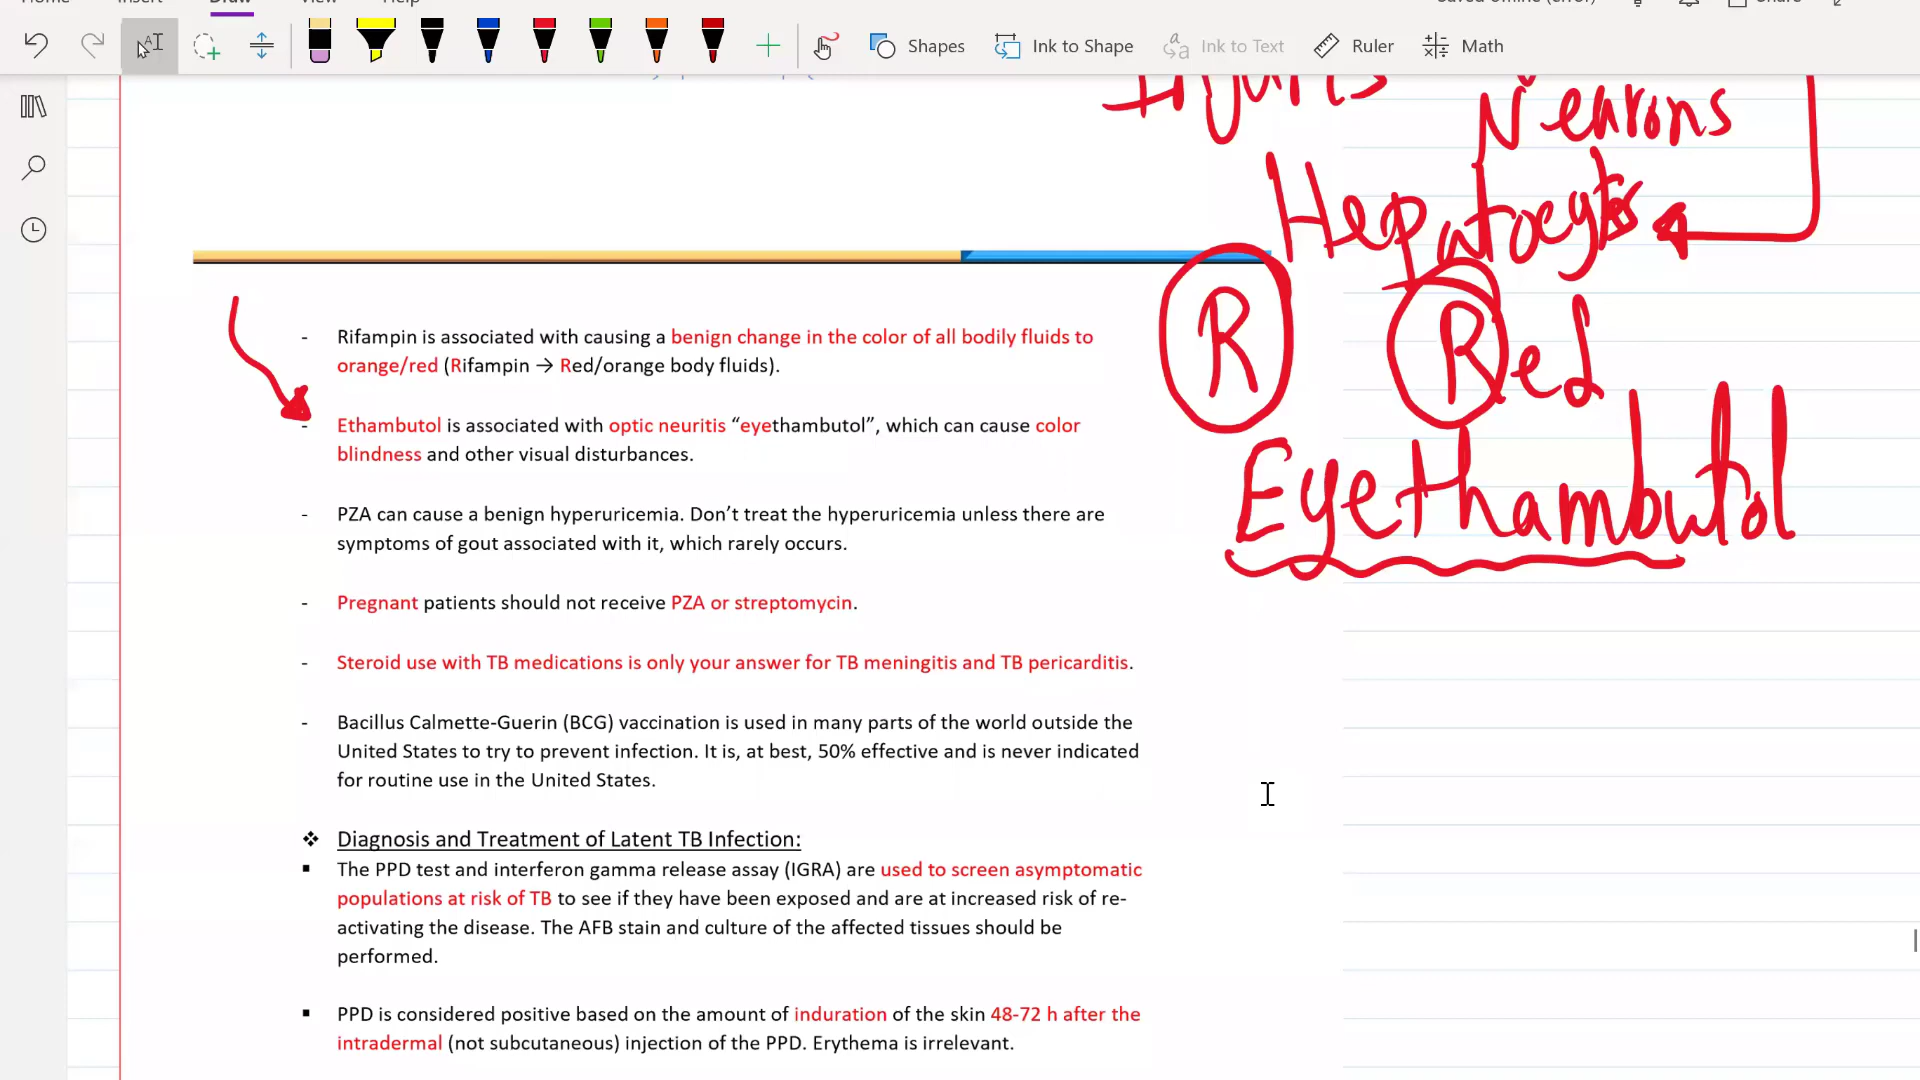 Home Insert Draw View Help
Shapes Ink to Shape Ink to Text Ruler Math
Neurons
Hepatocytes
R Red
Eyethambutol
- Rifampin is associated with causing a benign change in the color of all bodily fluids to
orange/red (Rifampin → Red/orange body fluids).
- Ethambutol is associated with optic neuritis “eyethambutol”, which can cause color
blindness and other visual disturbances.
- PZA can cause a benign hyperuricemia. Don’t treat the hyperuricemia unless there are
symptoms of gout associated with it, which rarely occurs.
- Pregnant patients should not receive PZA or streptomycin.
- Steroid use with TB medications is only your answer for TB meningitis and TB pericarditis.
- Bacillus Calmette-Guerin (BCG) vaccination is used in many parts of the world outside the
United States to try to prevent infection. It is, at best, 50% effective and is never indicated
for routine use in the United States.
❖ Diagnosis and Treatment of Latent TB Infection:
▪ The PPD test and interferon gamma release assay (IGRA) are used to screen asymptomatic
populations at risk of TB to see if they have been exposed and are at increased risk of re-
activating the disease. The AFB stain and culture of the affected tissues should be
performed.
▪ PPD is considered positive based on the amount of induration of the skin 48-72 h after the
intradermal (not subcutaneous) injection of the PPD. Erythema is irrelevant.